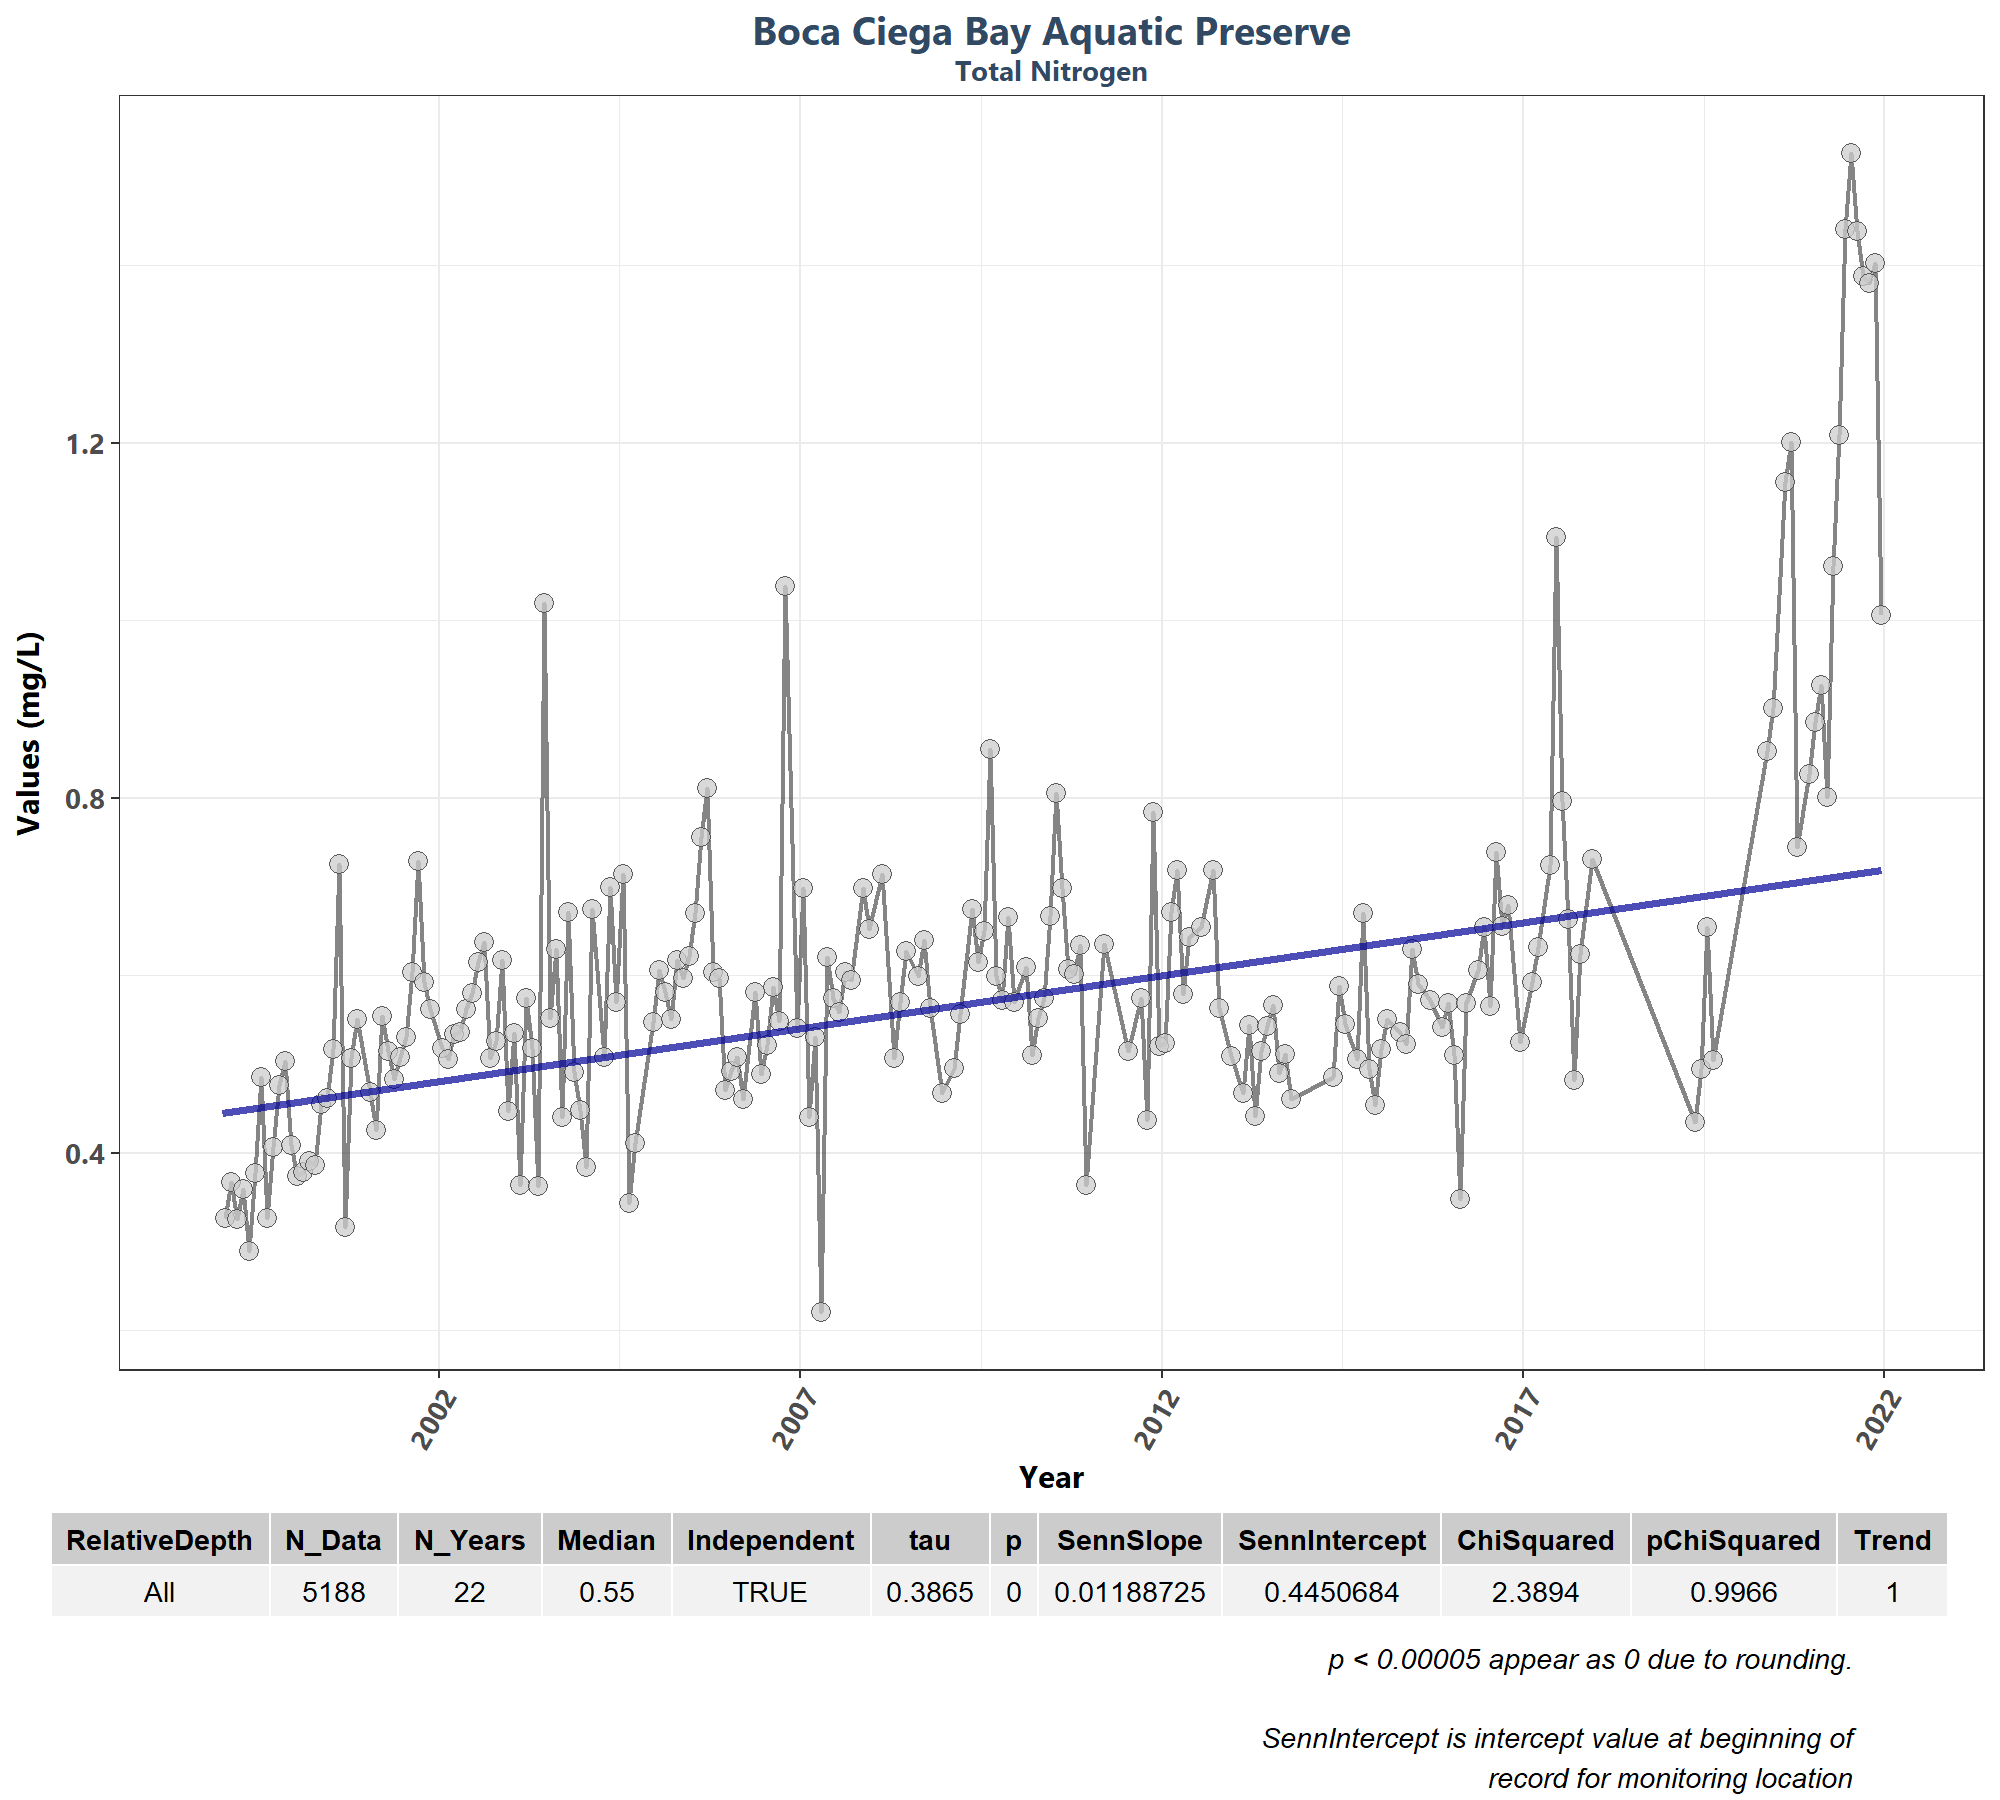 Boca Ciega Bay Aquatic Preserve
Total Nitrogen
Values (mg/L)
1.2
0.8
0.4
2002 2007 2012 2017 2022
Year
RelativeDepth N_Data N_Years Median Independent tau p SennSlope SennIntercept ChiSquared pChiSquared Trend
All 5188 22 0.55 TRUE 0.3865 0 0.01188725 0.4450684 2.3894 0.9966 1
p < 0.00005 appear as 0 due to rounding.
SennIntercept is intercept value at beginning of
record for monitoring location